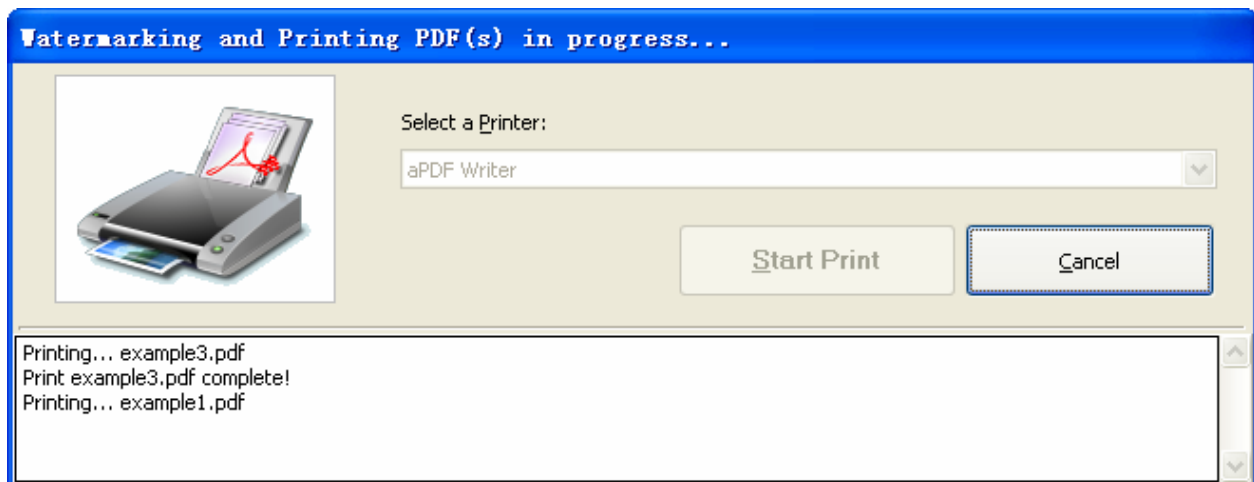 Watermarking and Printing PDF(s) in progress...
Select a Printer:
aPDF Writer
Start Print
Cancel
Printing... example3.pdf
Print example3.pdf complete!
Printing... example1.pdf